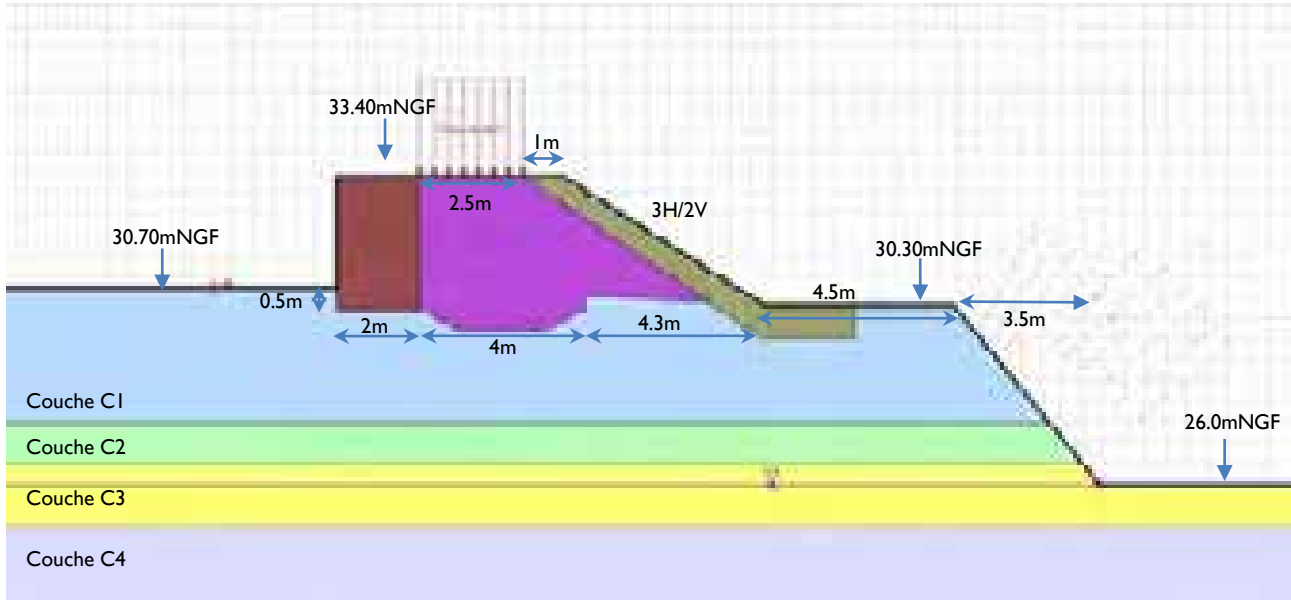 33.40mNGF
1m
2.5m
3H/2V
30.70mNGF
30.30mNGF
0.5m
4.5m
3.5m
2m
4m
4.3m
Couche C1
26.0mNGF
Couche C2
Couche C3
Couche C4